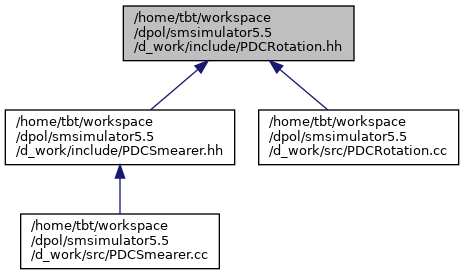 /home/tbt/workspace
/dpol/smsimulator5.5
/d_work/include/PDCRotation.hh
/home/tbt/workspace
/dpol/smsimulator5.5
/d_work/include/PDCSmearer.hh
/home/tbt/workspace
/dpol/smsimulator5.5
/d_work/src/PDCRotation.cc
/home/tbt/workspace
/dpol/smsimulator5.5
/d_work/src/PDCSmearer.cc